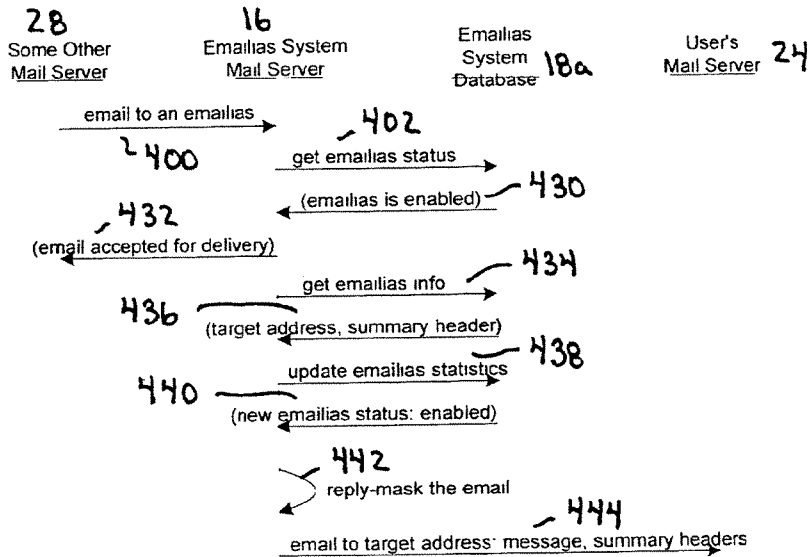 28
Some Other
Mail Server
16
Emailias System
Mail Server
Emailias
System
Database 18a
User's
Mail Server 24
email to an emailias
400
402
get emailias status
(emailias is enabled)
430
432
(email accepted for delivery)
434
get emailias info
436
(target address, summary header)
438
update emailias statistics
440
(new emailias status: enabled)
442
reply-mask the email
444
email to target address: message, summary headers